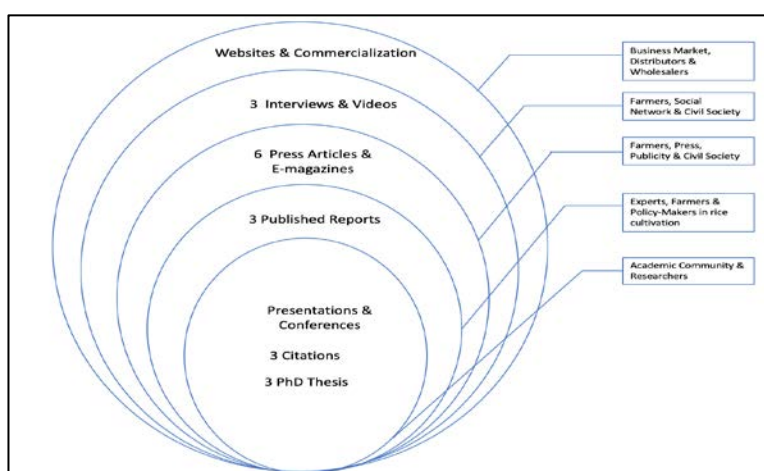 Websites & Commercialization
3 Interviews & Videos
6 Press Articles &
E-magazines
3 Published Reports
Presentations &
Conferences
3 Citations
3 PhD Thesis
Business Market,
Distributors &
Wholesalers
Farmers, Social
Network & Civil Society
Farmers, Press,
Publicity & Civil Society
Experts, Farmers &
Policy-Makers in rice
cultivation
Academic Community &
Researchers